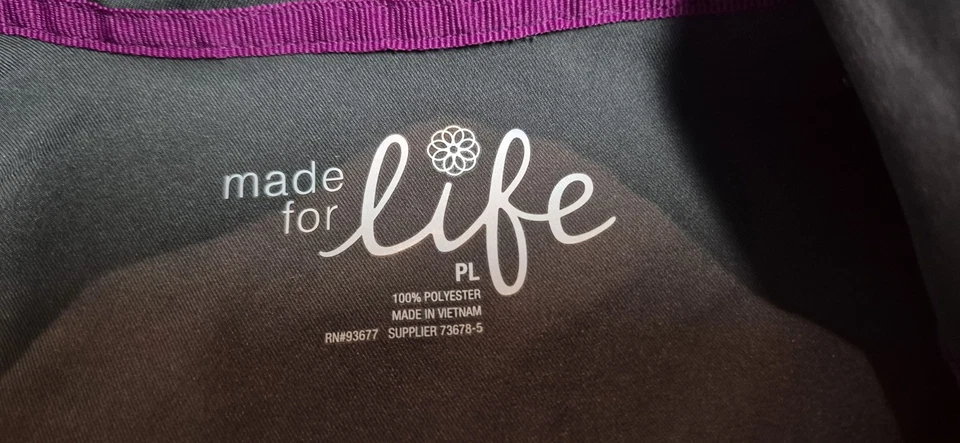 made
for life
PL
100% POLYESTER
MADE IN VIETNAM
RN#93677 SUPPLIER 73678-5